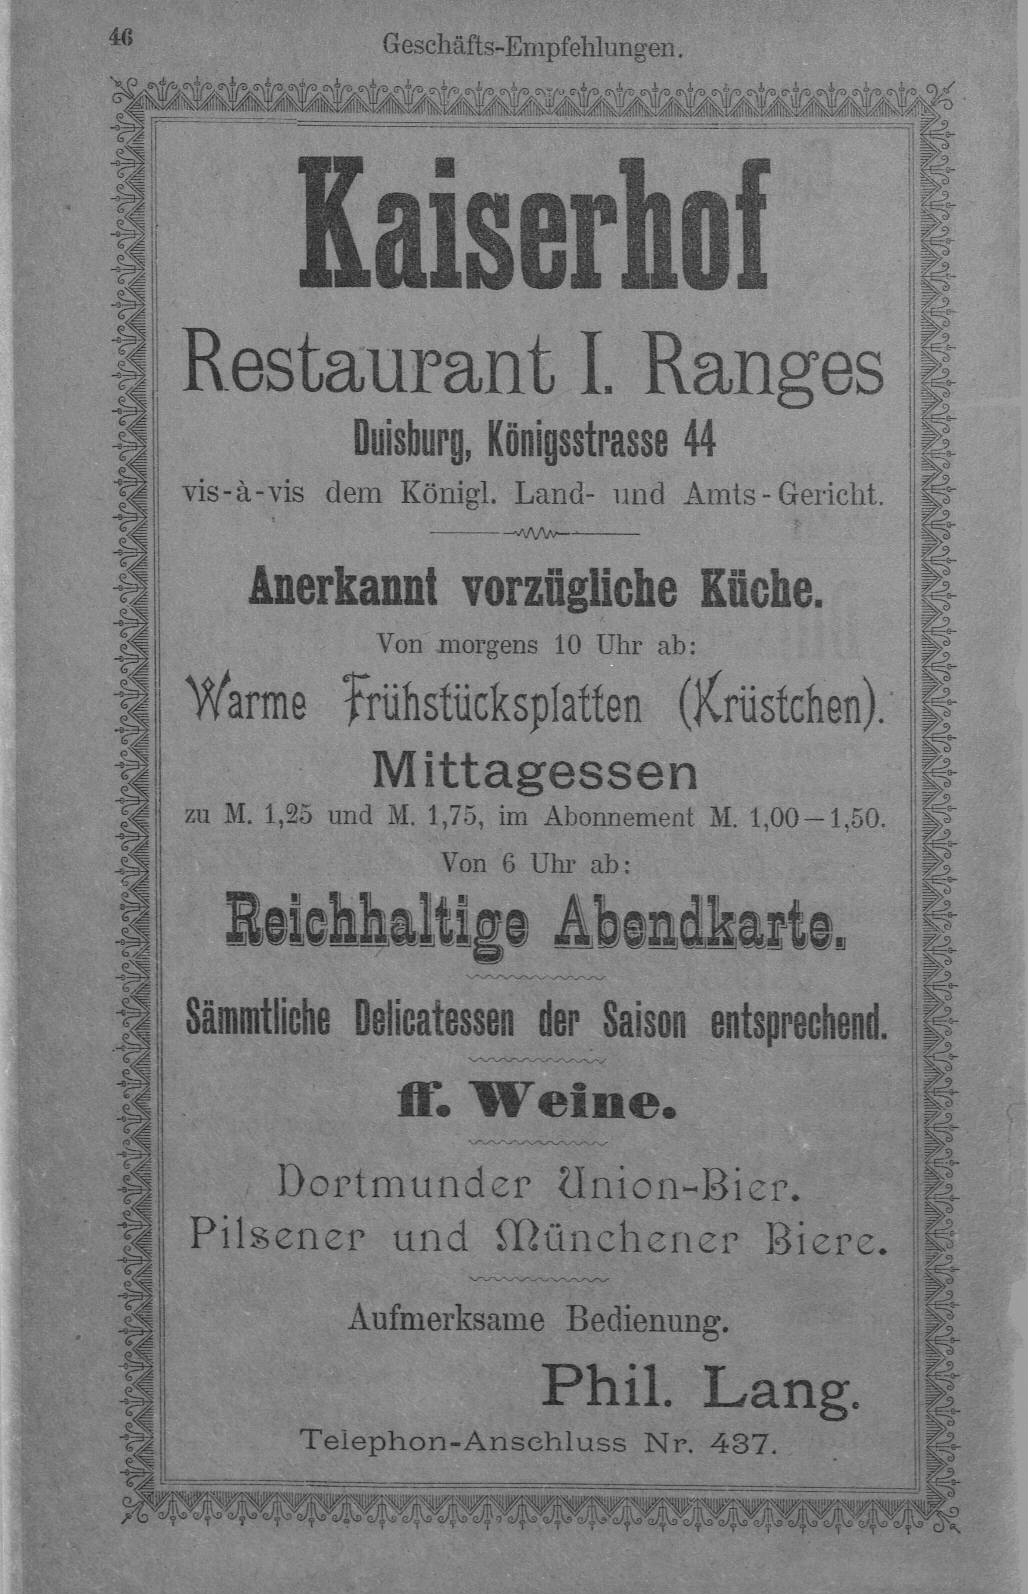 46
Geschäfts-Empfehlungen.
Kaiserhof
Restaurant I. Ranges
Duisburg, Königsstrasse 44
vis-à-vis dem Königl. Land- und Amts-Gericht.
Anerkannt vorzügliche Küche.
Von morgens 10 Uhr ab:
Warme Frühstücksplatten (Krüstchen).
Mittagessen
zu M. 1,25 und M. 1,75, im Abonnement M. 1,00—1,50.
Von 6 Uhr ab:
Reichhaltige Abendkarte.
Sämmtliche Delicatessen der Saison entsprechend.
ff. Weine.
Dortmunder Union-Bier.
Pilsener und Münchener Biere.
Aufmerksame Bedienung.
Phil. Lang.
Telephon-Anschluss Nr. 437.